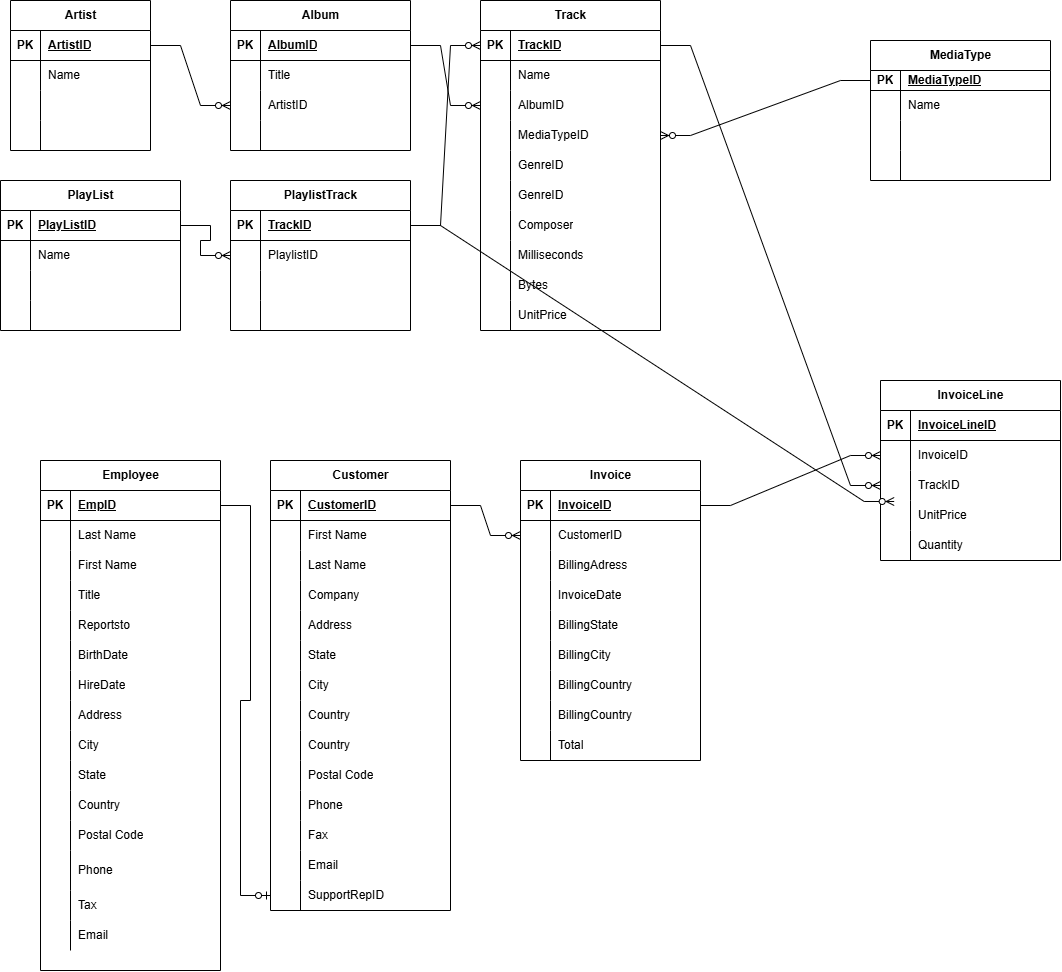 Artist
PK ArtistID
Name
Album
PK AlbumID
Title
ArtistID
Track
PK TrackID
Name
AlbumID
MediaTypeID
GenreID
GenreID
Composer
Milliseconds
Bytes
UnitPrice
MediaType
PK MediaTypeID
Name
PlayList
PK PlayListID
Name
PlaylistTrack
PK TrackID
PlaylistID
InvoiceLine
PK InvoiceLineID
InvoiceID
TrackID
UnitPrice
Quantity
Employee
PK EmpID
Last Name
First Name
Title
Reportsto
BirthDate
HireDate
Address
City
State
Country
Postal Code
Phone
Tax
Email
Customer
PK CustomerID
First Name
Last Name
Company
Address
State
City
Country
Country
Postal Code
Phone
Fax
Email
SupportRepID
Invoice
PK InvoiceID
CustomerID
BillingAdress
InvoiceDate
BillingState
BillingCity
BillingCountry
BillingCountry
Total